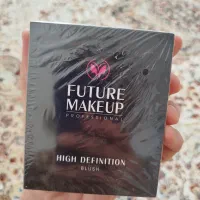 FUTURE
MAKEUP
PROFESSIONAL
HIGH DEFINITION
BLUSH